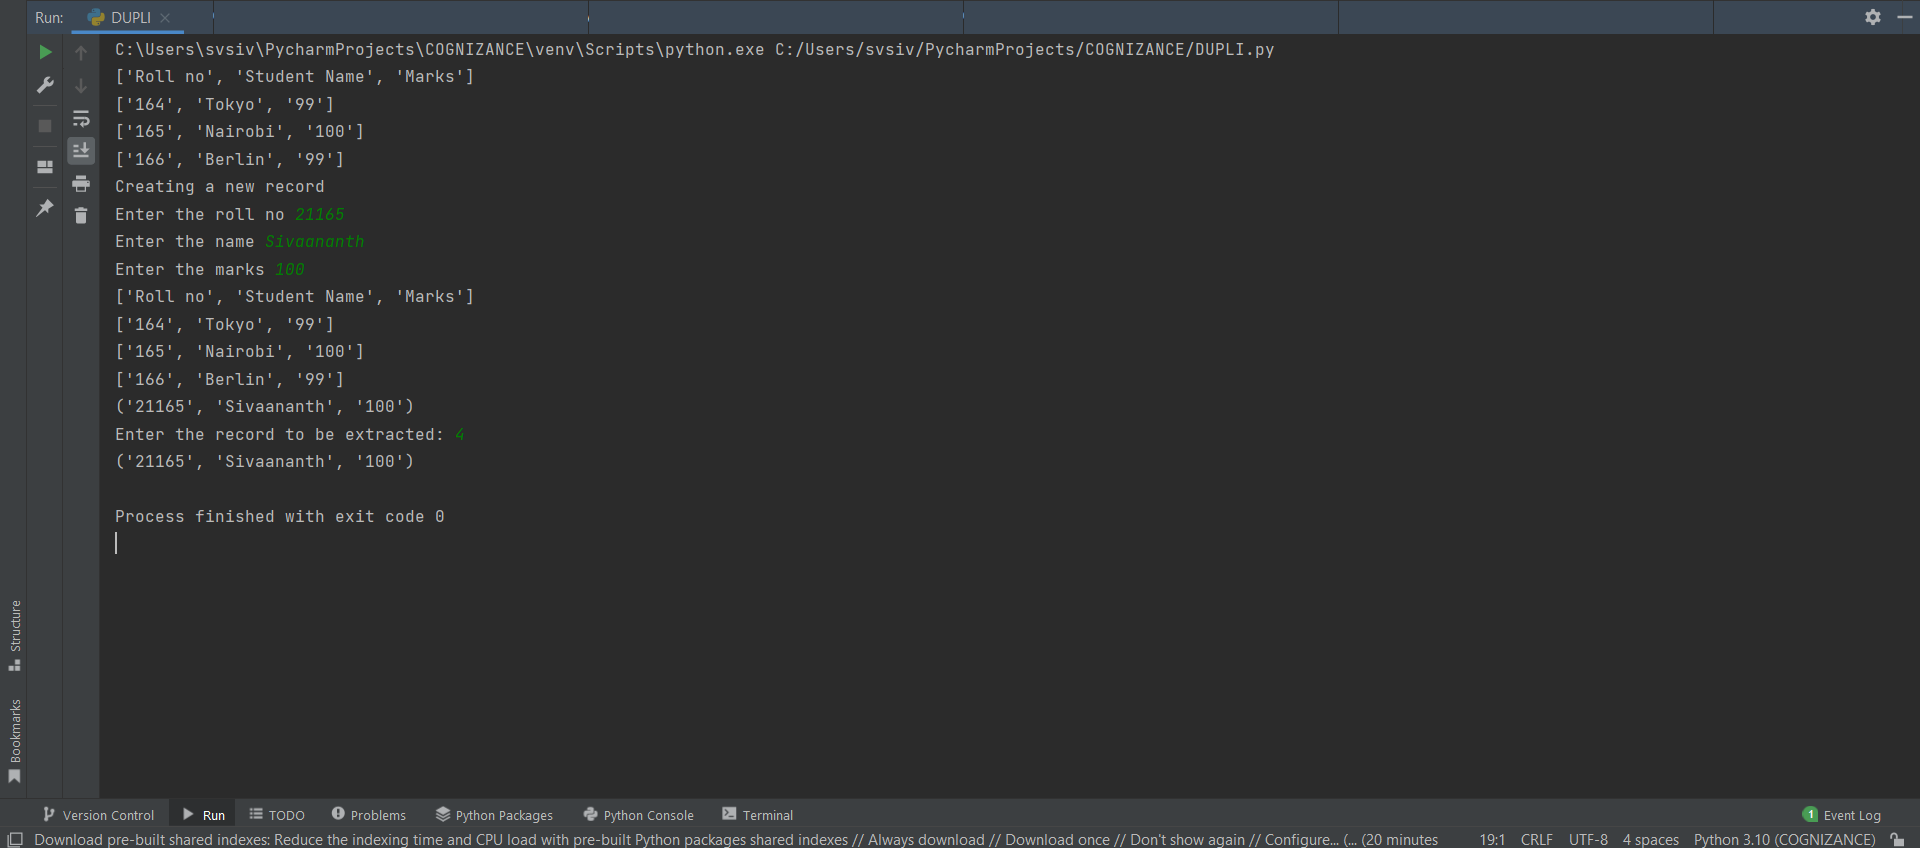 Run: DUPLI
C:\Users\svsiv\PycharmProjects\COGNIZANCE\venv\Scripts\python.exe C:/Users/svsiv/PycharmProjects/COGNIZANCE/DUPLI.py
['Roll no', 'Student Name', 'Marks']
['164', 'Tokyo', '99']
['165', 'Nairobi', '100']
['166', 'Berlin', '99']
Creating a new record
Enter the roll no 21165
Enter the name Sivaananth
Enter the marks 100
['Roll no', 'Student Name', 'Marks']
['164', 'Tokyo', '99']
['165', 'Nairobi', '100']
['166', 'Berlin', '99']
('21165', 'Sivaananth', '100')
Enter the record to be extracted: 4
('21165', 'Sivaananth', '100')
Process finished with exit code 0
Structure
Bookmarks
Version Control Run TODO Problems Python Packages Python Console Terminal 1 Event Log
Download pre-built shared indexes: Reduce the indexing time and CPU load with pre-built Python packages shared indexes // Always download // Download once // Don't show again // Configure... (... (20 minutes 19:1 CRLF UTF-8 4 spaces Python 3.10 (COGNIZANCE)